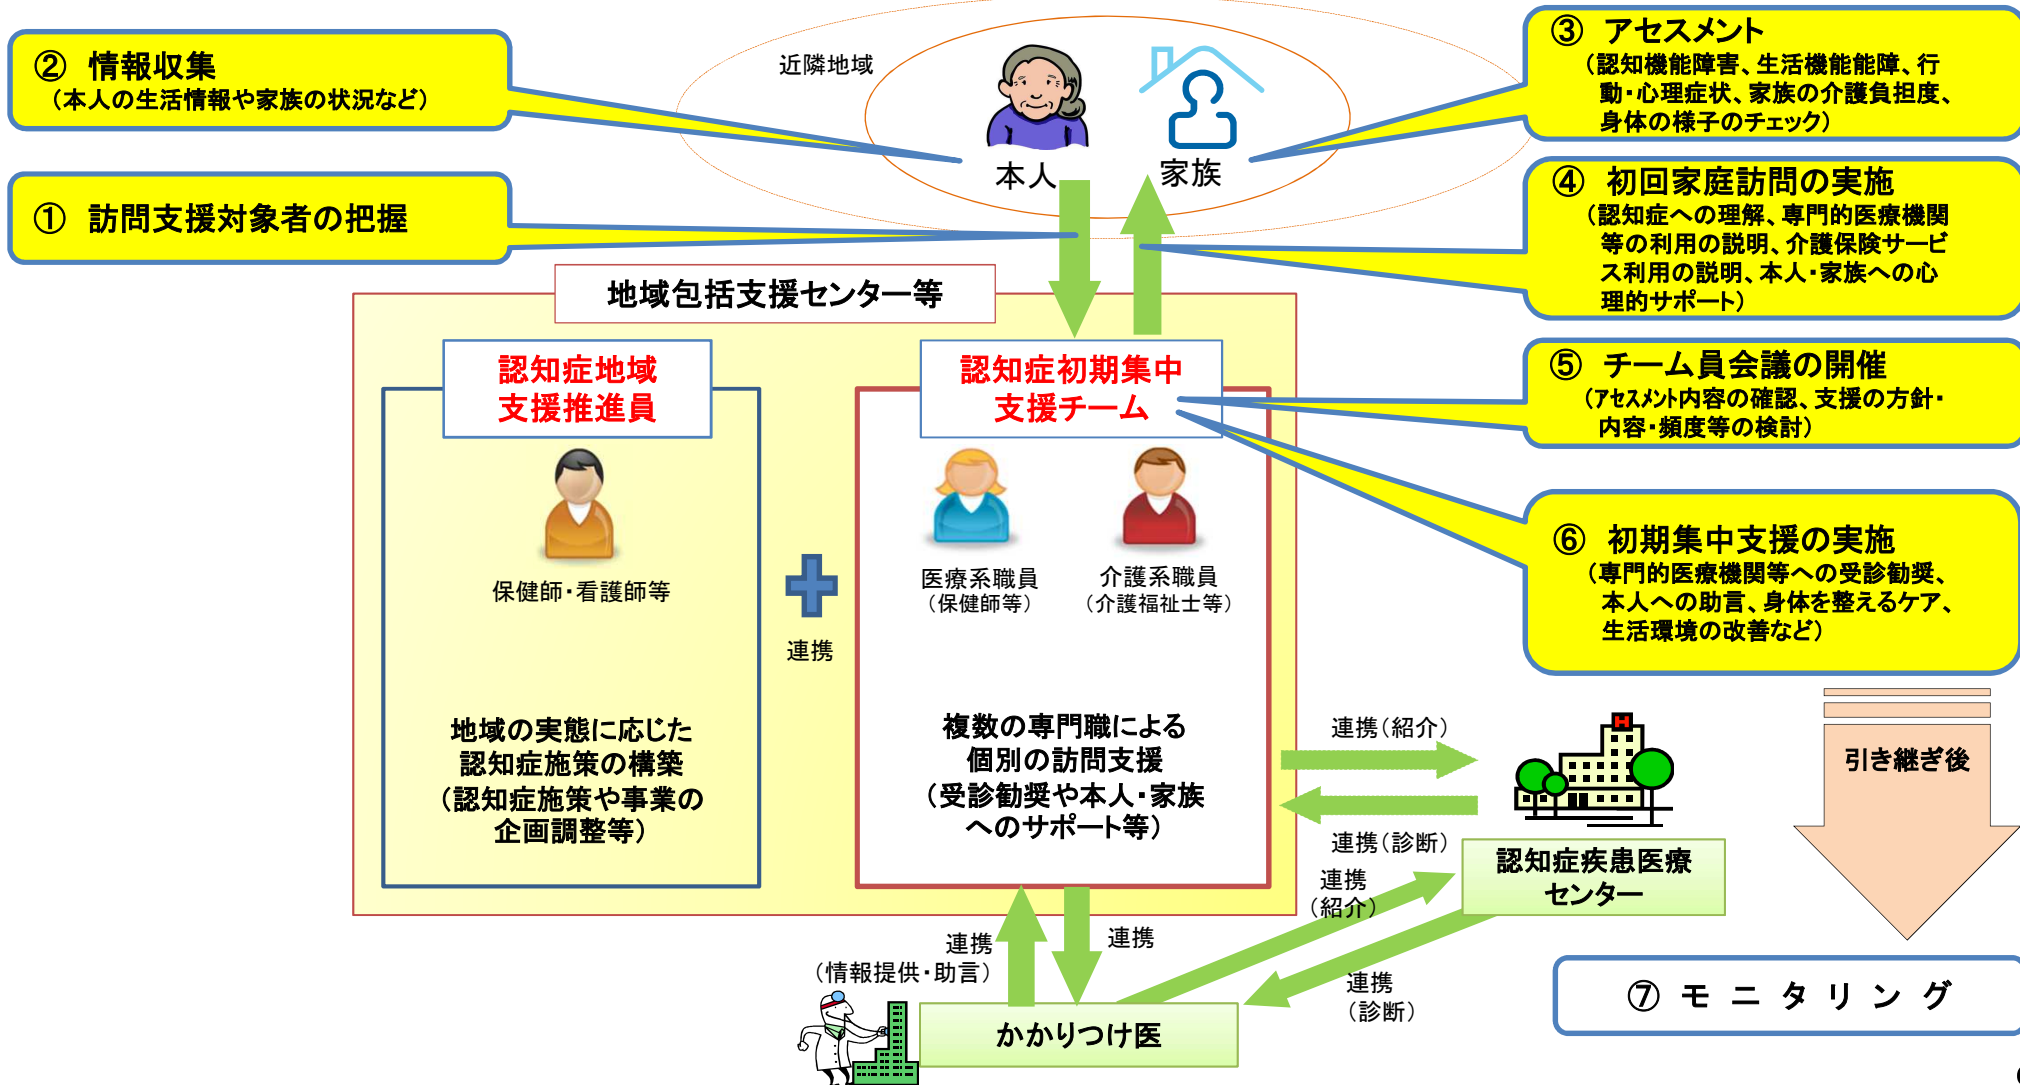 ② 情報収集
（本人の生活情報や家族の状況など）
① 訪問支援対象者の把握
近隣地域
本人
家族
③ アセスメント
（認知機能障害、生活機能能障、行
動・心理症状、家族の介護負担度、
身体の様子のチェック）
④ 初回家庭訪問の実施
（認知症への理解、専門的医療機関
等の利用の説明、介護保険サービ
ス利用の説明、本人・家族への心
理的サポート）
⑤ チーム員会議の開催
（アセスメント内容の確認、支援の方針・
内容・頻度等の検討）
⑥ 初期集中支援の実施
（専門的医療機関等への受診勧奨、
本人への助言、身体を整えるケア、
生活環境の改善など）
地域包括支援センター等
認知症地域
支援推進員
保健師・看護師等
地域の実態に応じた
認知症施策の構築
（認知症施策や事業の
企画調整等）
連携
認知症初期集中
支援チーム
医療系職員
（保健師等）
介護系職員
（介護福祉士等）
複数の専門職による
個別の訪問支援
（受診勧奨や本人・家族
へのサポート等）
連携（紹介）
連携（診断）
H
認知症疾患医療
センター
連携
（紹介）
連携
（診断）
連携
（情報提供・助言）
連携
かかりつけ医
引き継ぎ後
⑦ モ ニ タ リ ン グ